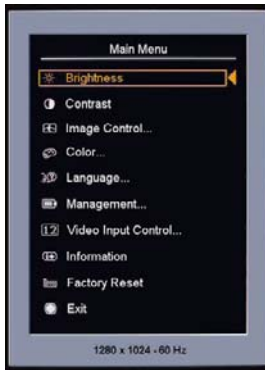 Main Menu
Brightness
Contrast
Image Control...
Color...
Language...
Management...
Video Input Control...
Information
Factory Reset
Exit
1280 x 1024 - 60 Hz